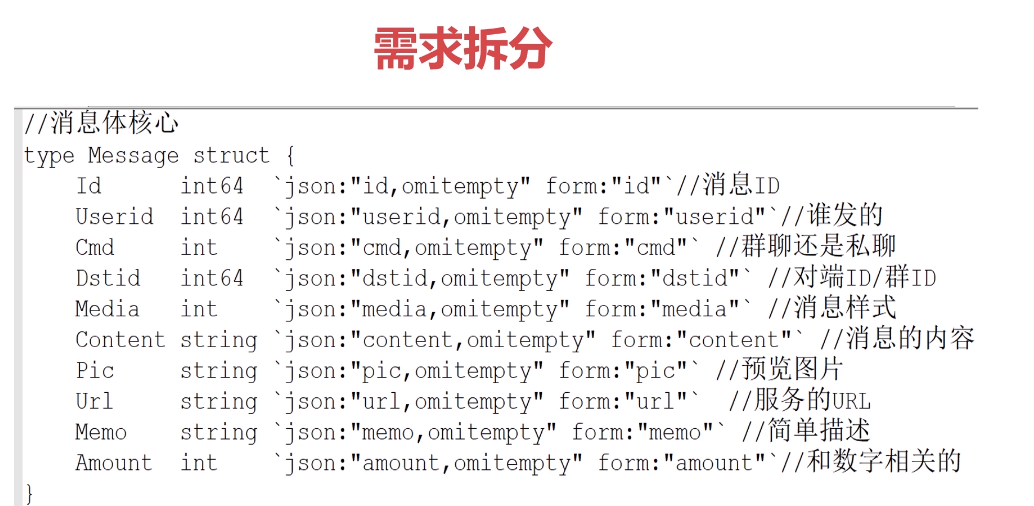 需求拆分
//消息体核心
type Message struct {
    Id      int64  `json:"id,omitempty" form:"id"`//消息ID
    Userid  int64  `json:"userid,omitempty" form:"userid"`//谁发的
    Cmd     int    `json:"cmd,omitempty" form:"cmd"` //群聊还是私聊
    Dstid   int64  `json:"dstid,omitempty" form:"dstid"` //对端ID/群ID
    Media   int    `json:"media,omitempty" form:"media"` //消息样式
    Content string `json:"content,omitempty" form:"content"` //消息的内容
    Pic     string `json:"pic,omitempty" form:"pic"` //预览图片
    Url     string `json:"url,omitempty" form:"url"`  //服务的URL
    Memo    string `json:"memo,omitempty" form:"memo"` //简单描述
    Amount  int    `json:"amount,omitempty" form:"amount"`//和数字相关的
}